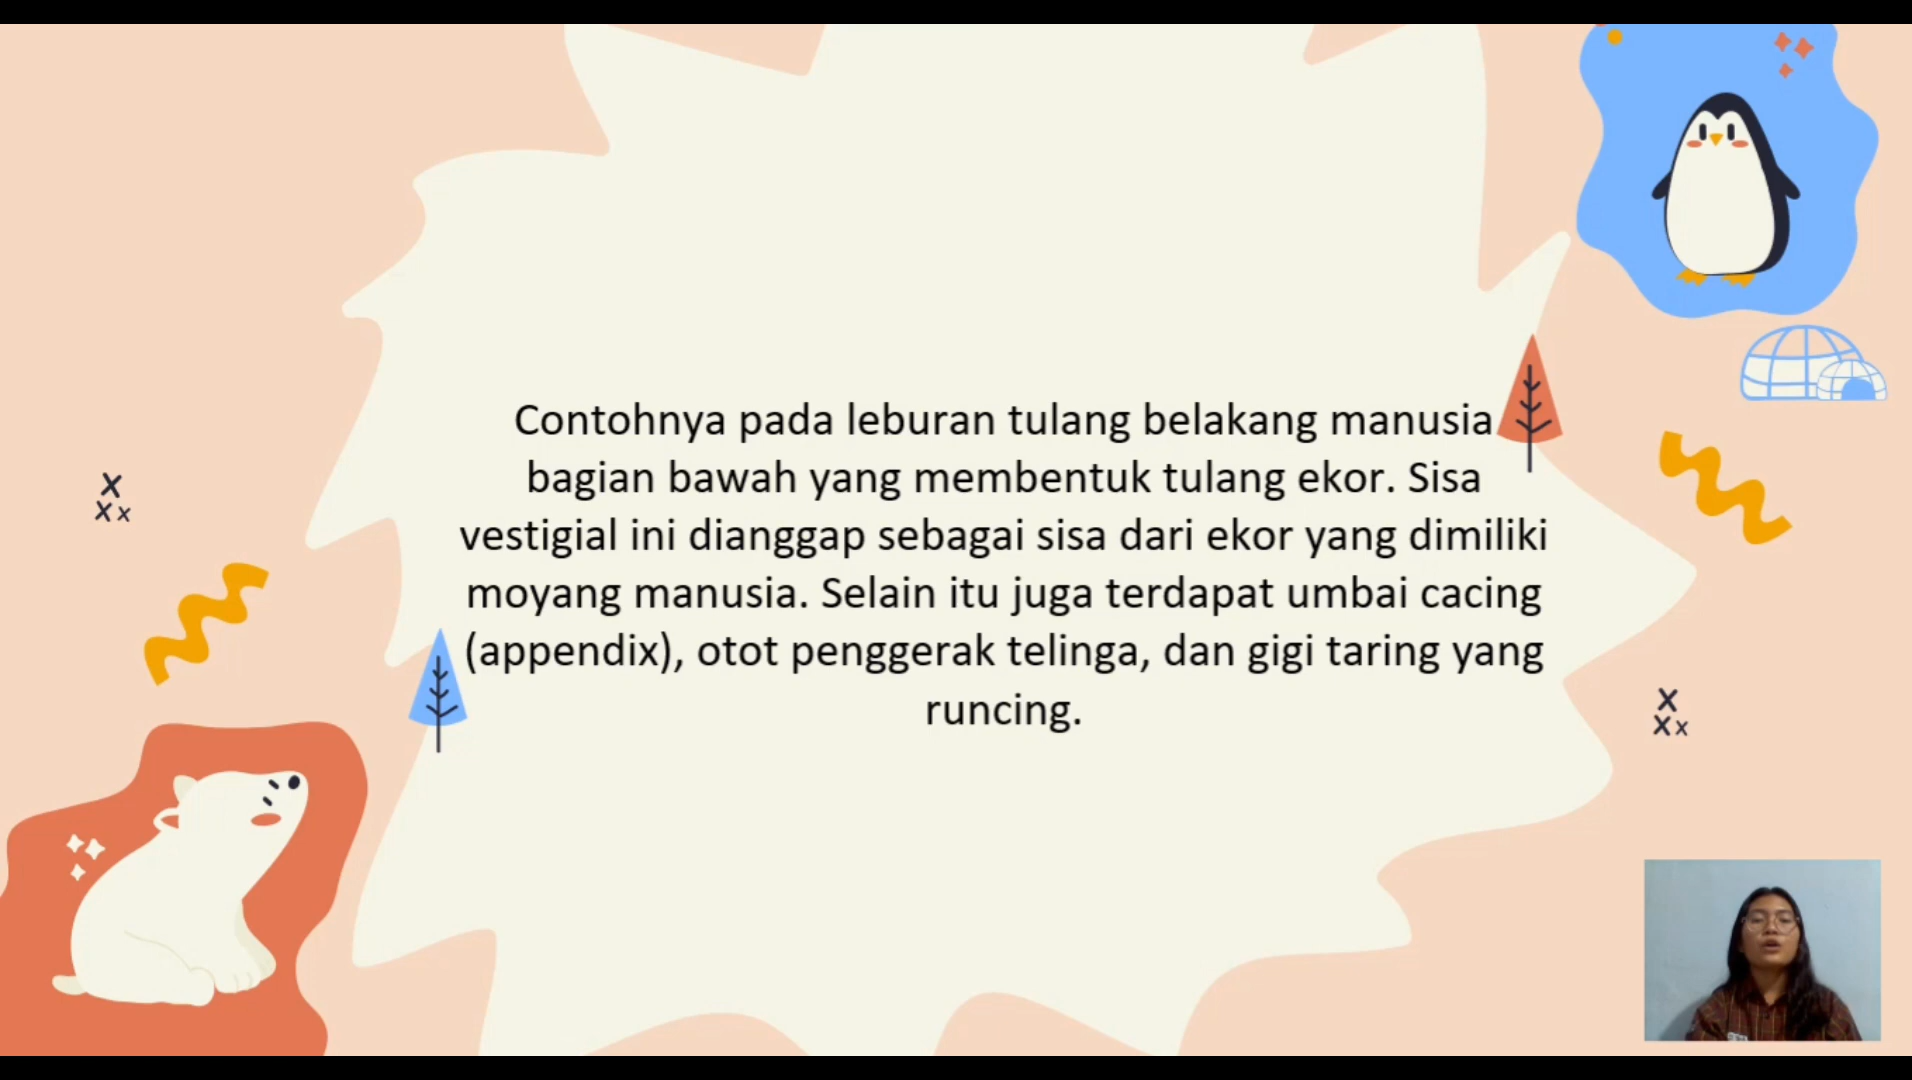 Contohnya pada leburan tulang belakang manusia
bagian bawah yang membentuk tulang ekor. Sisa
vestigial ini dianggap sebagai sisa dari ekor yang dimiliki
moyang manusia. Selain itu juga terdapat umbai cacing
(appendix), otot penggerak telinga, dan gigi taring yang
runcing.